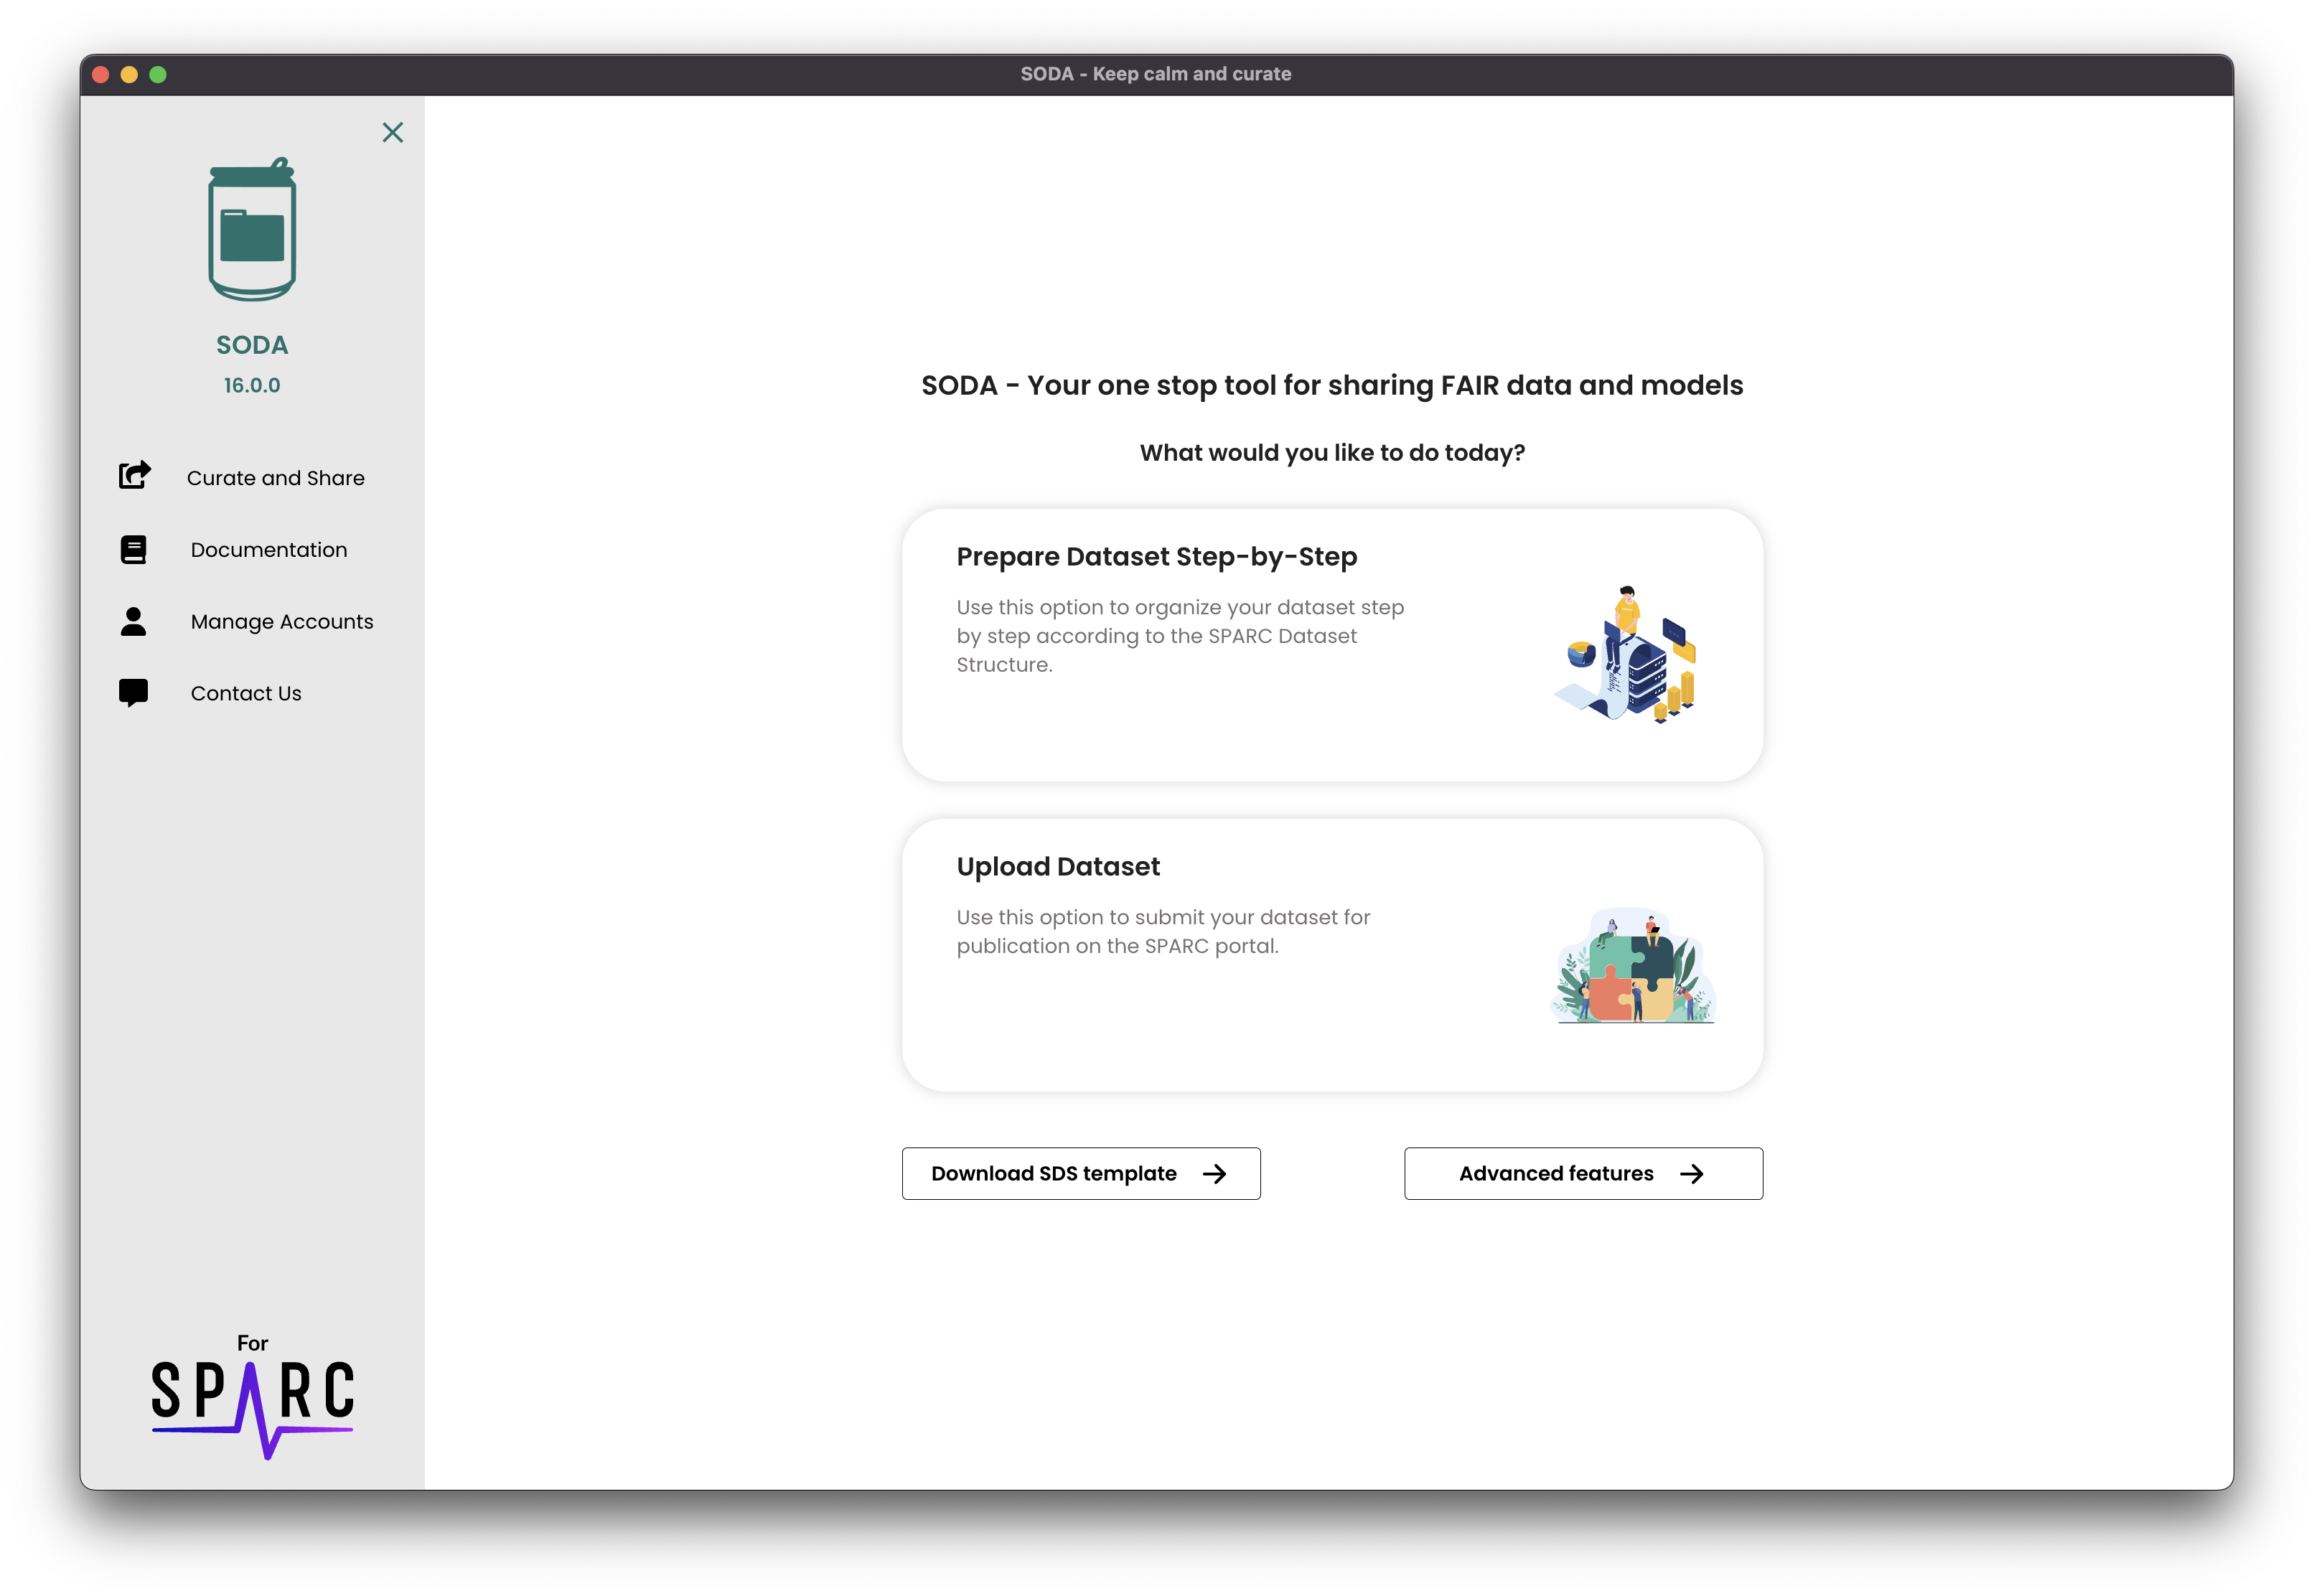 SODA - Keep calm and curate
SODA
16.0.0
Curate and Share
Documentation
Manage Accounts
Contact Us
For
SPARC
SODA - Your one stop tool for sharing FAIR data and models
What would you like to do today?
Prepare Dataset Step-by-Step
Use this option to organize your dataset step
by step according to the SPARC Dataset
Structure.
Upload Dataset
Use this option to submit your dataset for
publication on the SPARC portal.
Download SDS template
Advanced features